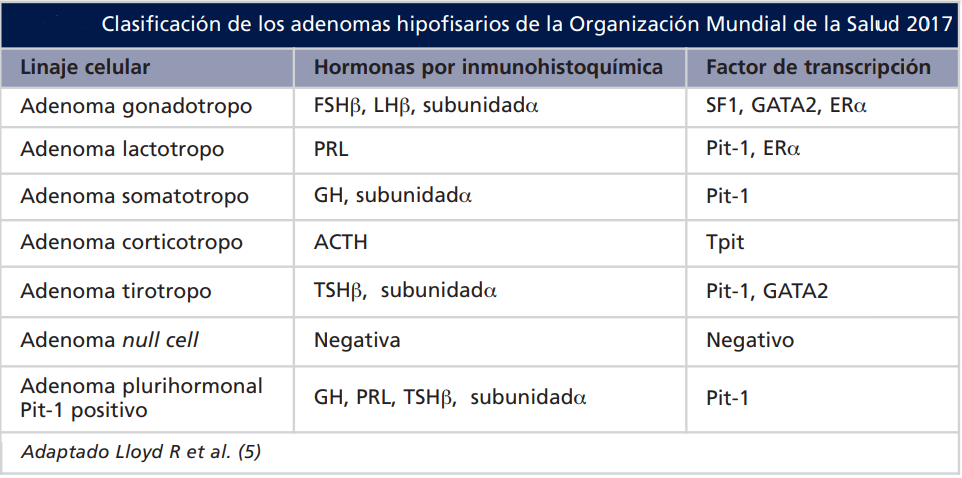 Clasificación de los adenomas hipofisarios de la Organización Mundial de la Salud 2017
Linaje celular Hormonas por inmunohistoquímica Factor de transcripción
Adenoma gonadotropo FSHβ, LHβ, subunidadα SF1, GATA2, ERα
Adenoma lactotropo PRL Pit-1, ERα
Adenoma somatotropo GH, subunidadα Pit-1
Adenoma corticotropo ACTH Tpit
Adenoma tirotropo TSHβ, subunidadα Pit-1, GATA2
Adenoma null cell Negativa Negativo
Adenoma plurihormonal
Pit-1 positivo GH, PRL, TSHβ, subunidadα Pit-1
Adaptado Lloyd R et al. (5)